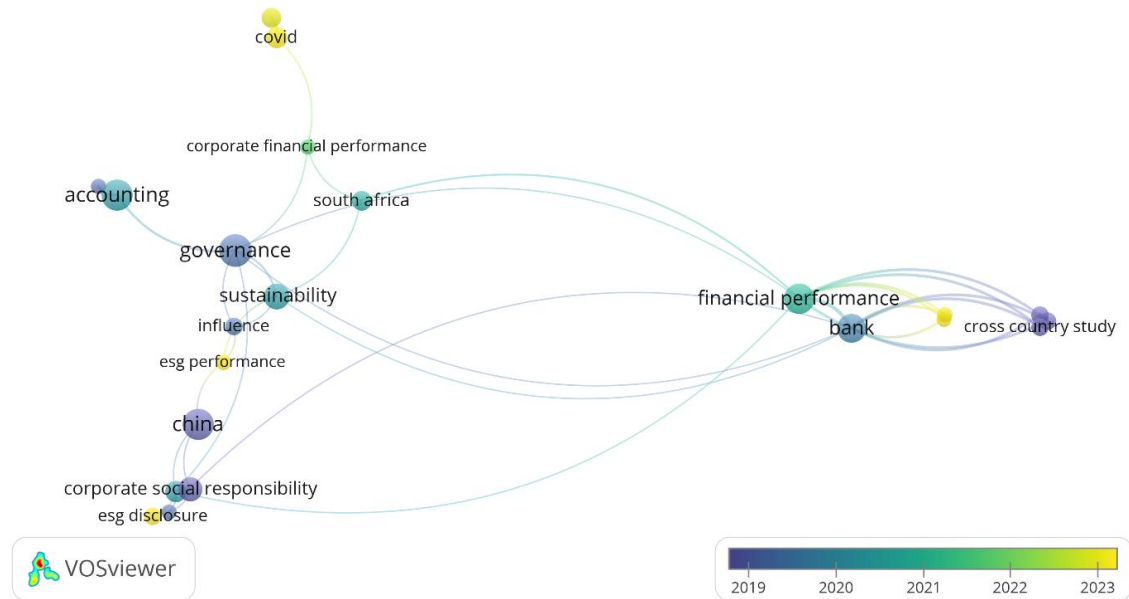 covid
corporate financial performance
accounting
south africa
governance
sustainability
financial performance
influence
bank
cross country study
esg performance
china
corporate social responsibility
esg disclosure
VOSviewer
2019
2020
2021
2022
2023